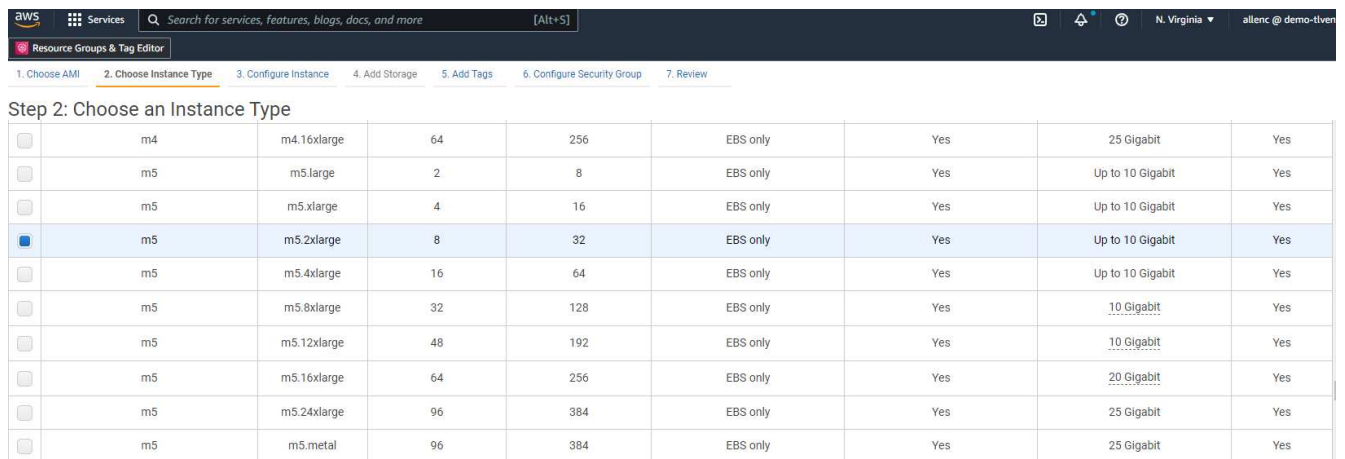 aws Services Search for services, features, blogs, docs, and more [Alt+S] N. Virginia ▼ allenc @ demo-tlven
Resource Groups & Tag Editor
1. Choose AMI 2. Choose Instance Type 3. Configure Instance 4. Add Storage 5. Add Tags 6. Configure Security Group 7. Review
Step 2: Choose an Instance Type
m4 m4.16xlarge 64 256 EBS only Yes 25 Gigabit Yes
m5 m5.large 2 8 EBS only Yes Up to 10 Gigabit Yes
m5 m5.xlarge 4 16 EBS only Yes Up to 10 Gigabit Yes
m5 m5.2xlarge 8 32 EBS only Yes Up to 10 Gigabit Yes
m5 m5.4xlarge 16 64 EBS only Yes Up to 10 Gigabit Yes
m5 m5.8xlarge 32 128 EBS only Yes 10 Gigabit Yes
m5 m5.12xlarge 48 192 EBS only Yes 10 Gigabit Yes
m5 m5.16xlarge 64 256 EBS only Yes 20 Gigabit Yes
m5 m5.24xlarge 96 384 EBS only Yes 25 Gigabit Yes
m5 m5.metal 96 384 EBS only Yes 25 Gigabit Yes